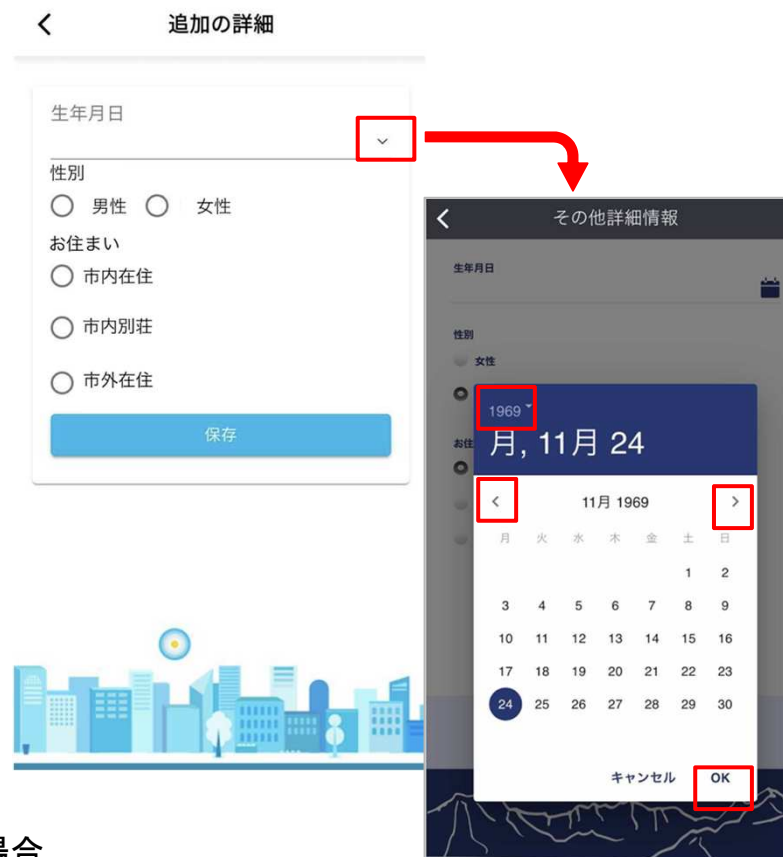 追加の詳細
生年月日
性別
男性 女性
お住まい
市内在住
市内別荘
市外在住
保存
その他詳細情報
生年月日
性別
女性
お住
1969
月, 11月 24
11月 1969
月 火 水 木 金 土 日
1 2
3 4 5 6 7 8 9
10 11 12 13 14 15 16
17 18 19 20 21 22 23
24 25 26 27 28 29 30
キャンセル OK
場合